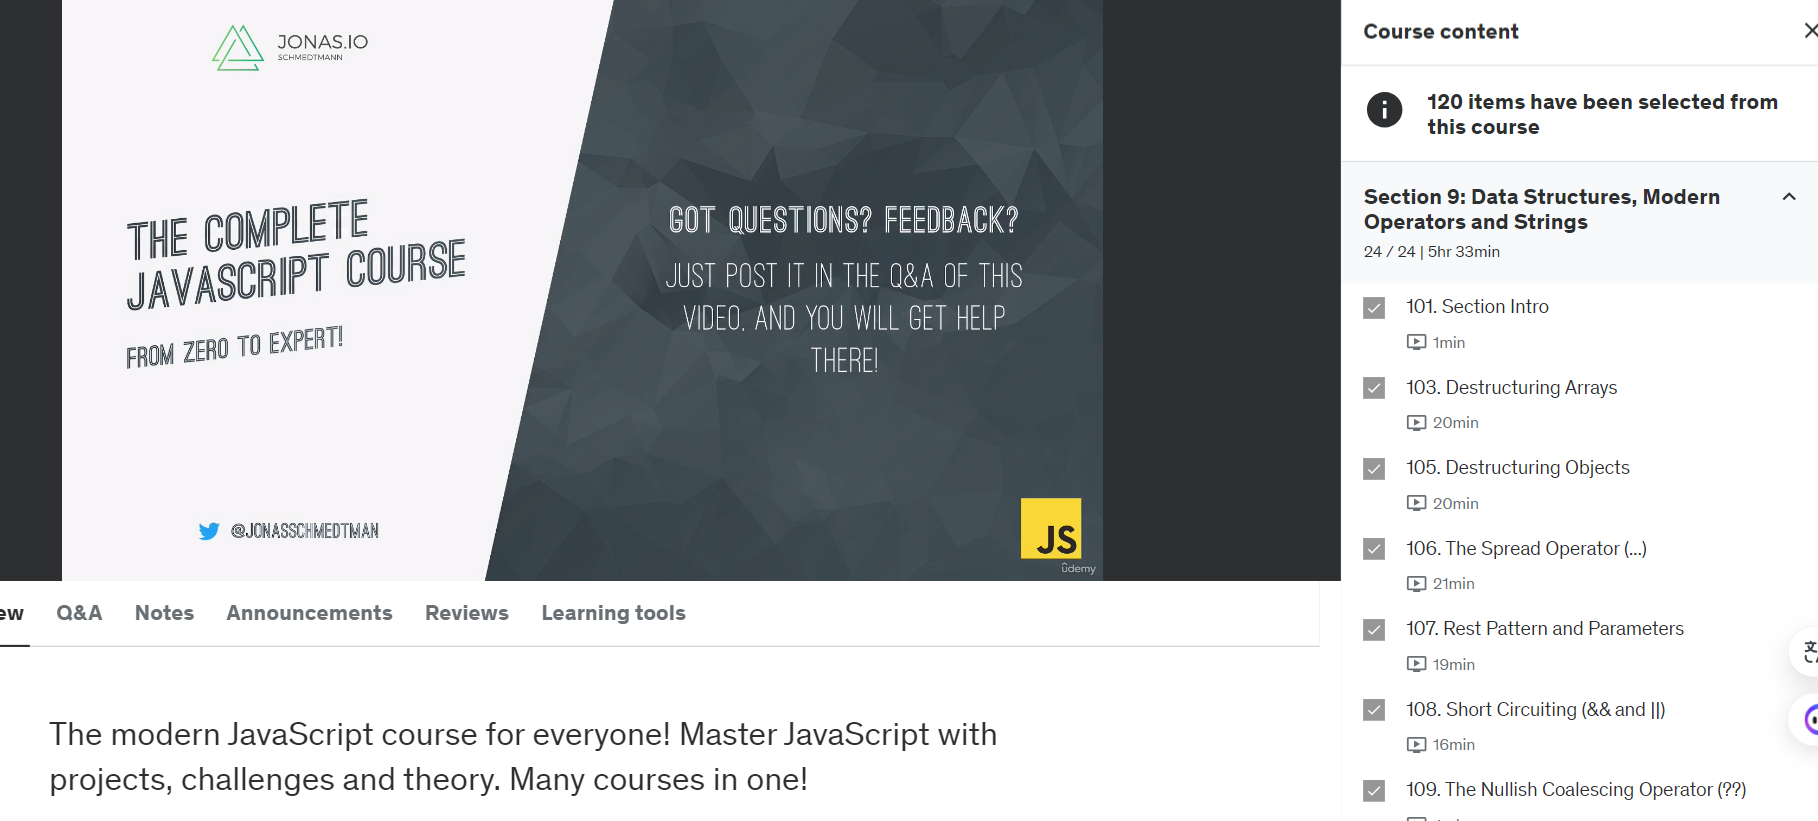 JONAS.IO
SCHMEDTMANN
THE COMPLETE
JAVASCRIPT COURSE
FROM ZERO TO EXPERT!
@JONASSCHMEDTMAN
GOT QUESTIONS? FEEDBACK?
JUST POST IT IN THE Q&A OF THIS
VIDEO, AND YOU WILL GET HELP
THERE!
JS
ûdemy
ew Q&A Notes Announcements Reviews Learning tools
The modern JavaScript course for everyone! Master JavaScript with
projects, challenges and theory. Many courses in one!
Course content
120 items have been selected from
this course
Section 9: Data Structures, Modern
Operators and Strings
24 / 24 | 5hr 33min
101. Section Intro
1min
103. Destructuring Arrays
20min
105. Destructuring Objects
20min
106. The Spread Operator (...)
21min
107. Rest Pattern and Parameters
19min
108. Short Circuiting (&& and ||)
16min
109. The Nullish Coalescing Operator (??)